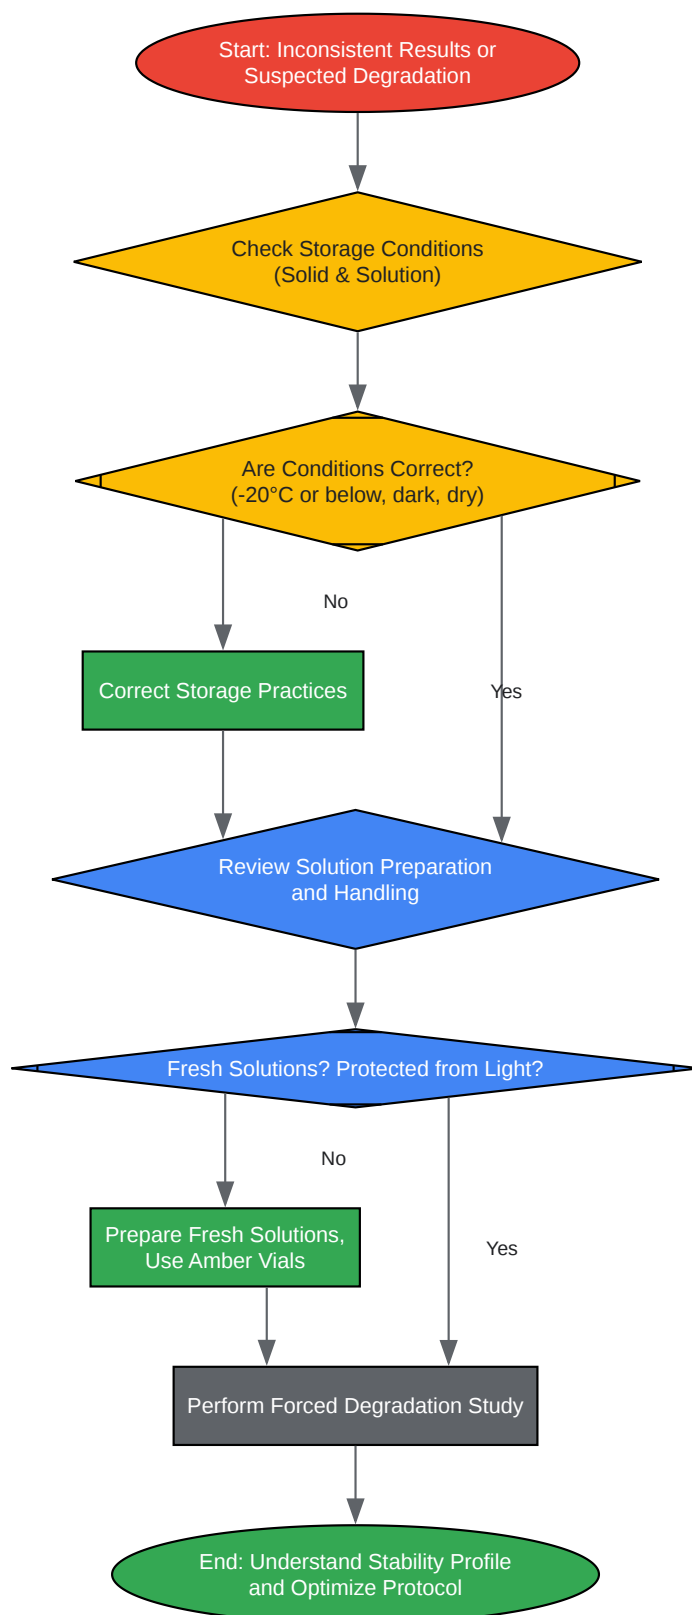 Start: Inconsistent Results or
Suspected Degradation
Check Storage Conditions
(Solid & Solution)
Are Conditions Correct?
(-20°C or below, dark, dry)
No
Correct Storage Practices
Yes
Review Solution Preparation
and Handling
Fresh Solutions? Protected from Light?
No
Prepare Fresh Solutions,
Use Amber Vials
Yes
Perform Forced Degradation Study
End: Understand Stability Profile
and Optimize Protocol